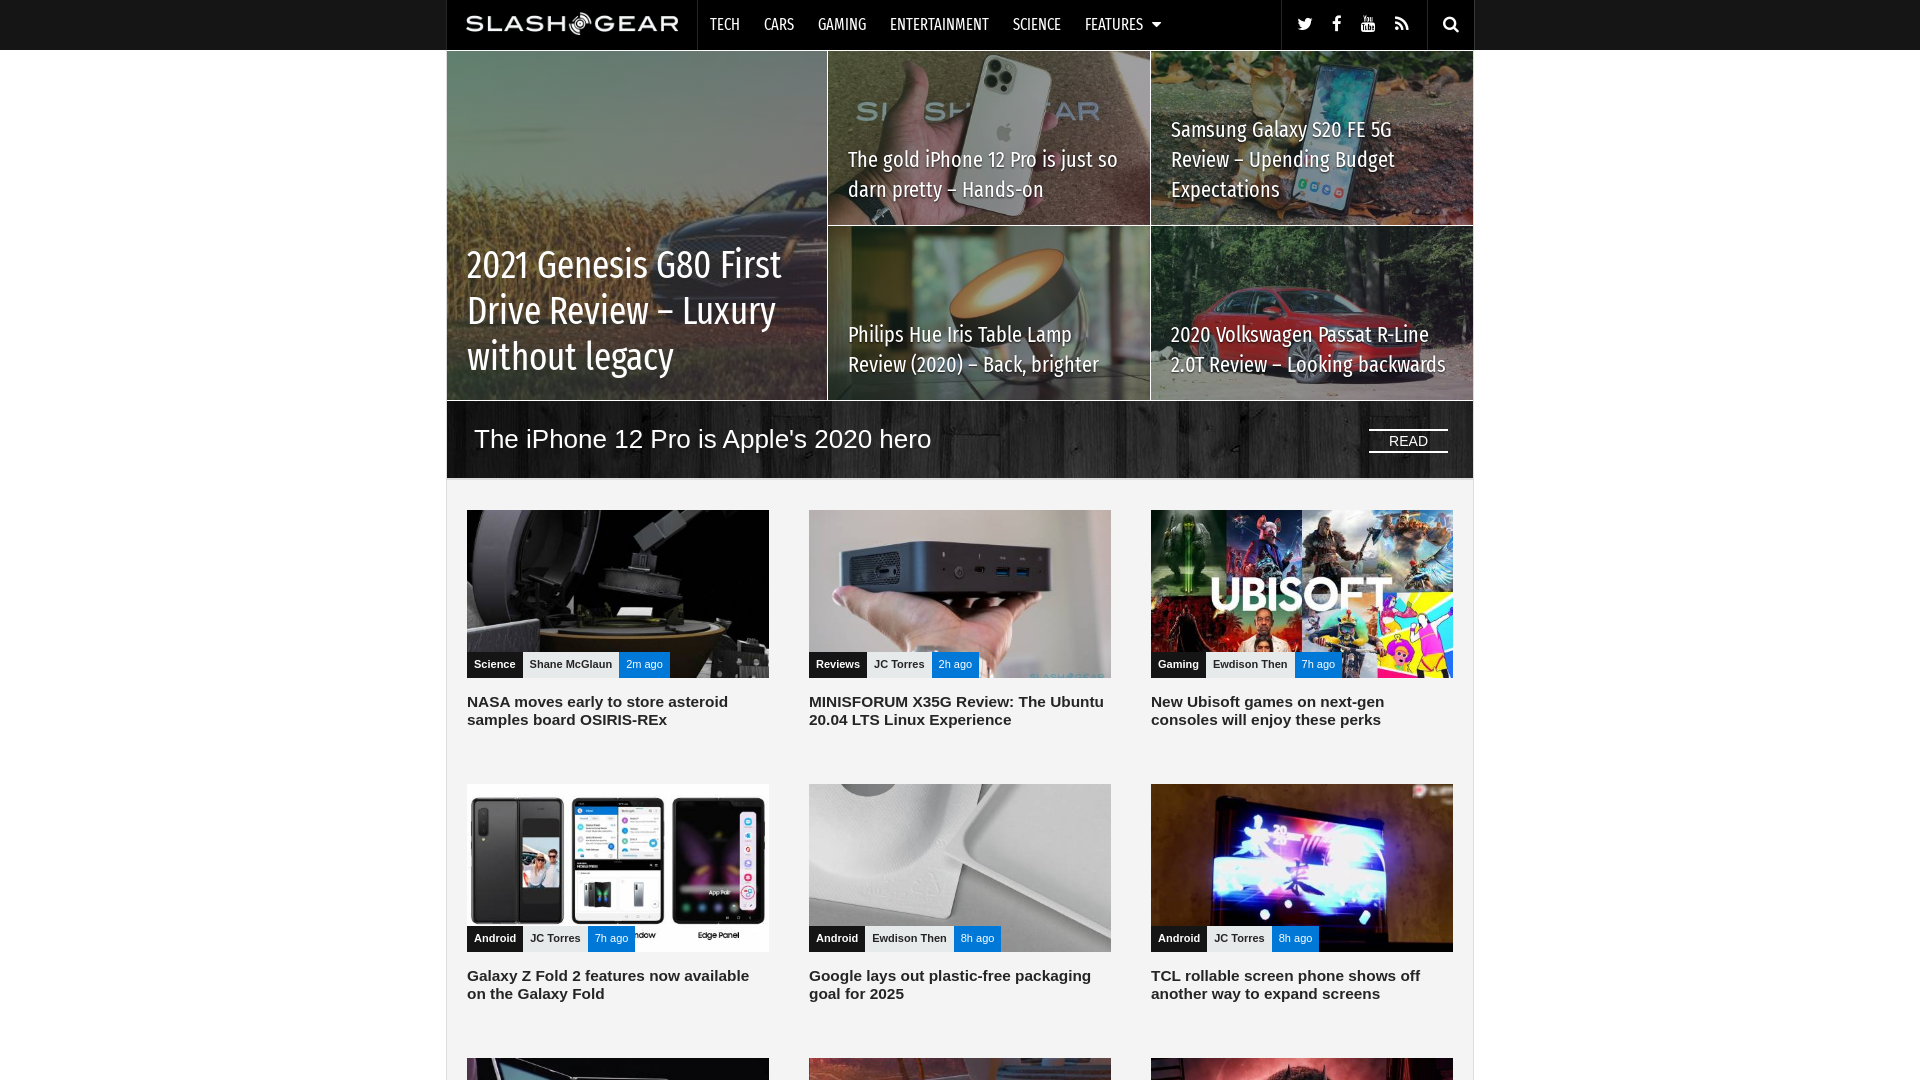 SLASHGEAR
TECH
CARS
GAMING
ENTERTAINMENT
SCIENCE
FEATURES
2021 Genesis G80 First
Drive Review – Luxury
without legacy
SLASHGEAR
The gold iPhone 12 Pro is just so
darn pretty – Hands-on
Samsung Galaxy S20 FE 5G
Review – Upending Budget
Expectations
Philips Hue Iris Table Lamp
Review (2020) – Back, brighter
2020 Volkswagen Passat R-Line
2.0T Review – Looking backwards
The iPhone 12 Pro is Apple's 2020 hero
READ
Science Shane McGlaun 2m ago
NASA moves early to store asteroid
samples board OSIRIS-REx
SLASHGEAR
Reviews JC Torres 2h ago
MINISFORUM X35G Review: The Ubuntu
20.04 LTS Linux Experience
UBISOFT
Gaming Ewdison Then 7h ago
New Ubisoft games on next-gen
consoles will enjoy these perks
App Pair
Edge Panel
Android JC Torres 7h ago
Galaxy Z Fold 2 features now available
on the Galaxy Fold
Android Ewdison Then 8h ago
Google lays out plastic-free packaging
goal for 2025
未来
Android JC Torres 8h ago
TCL rollable screen phone shows off
another way to expand screens